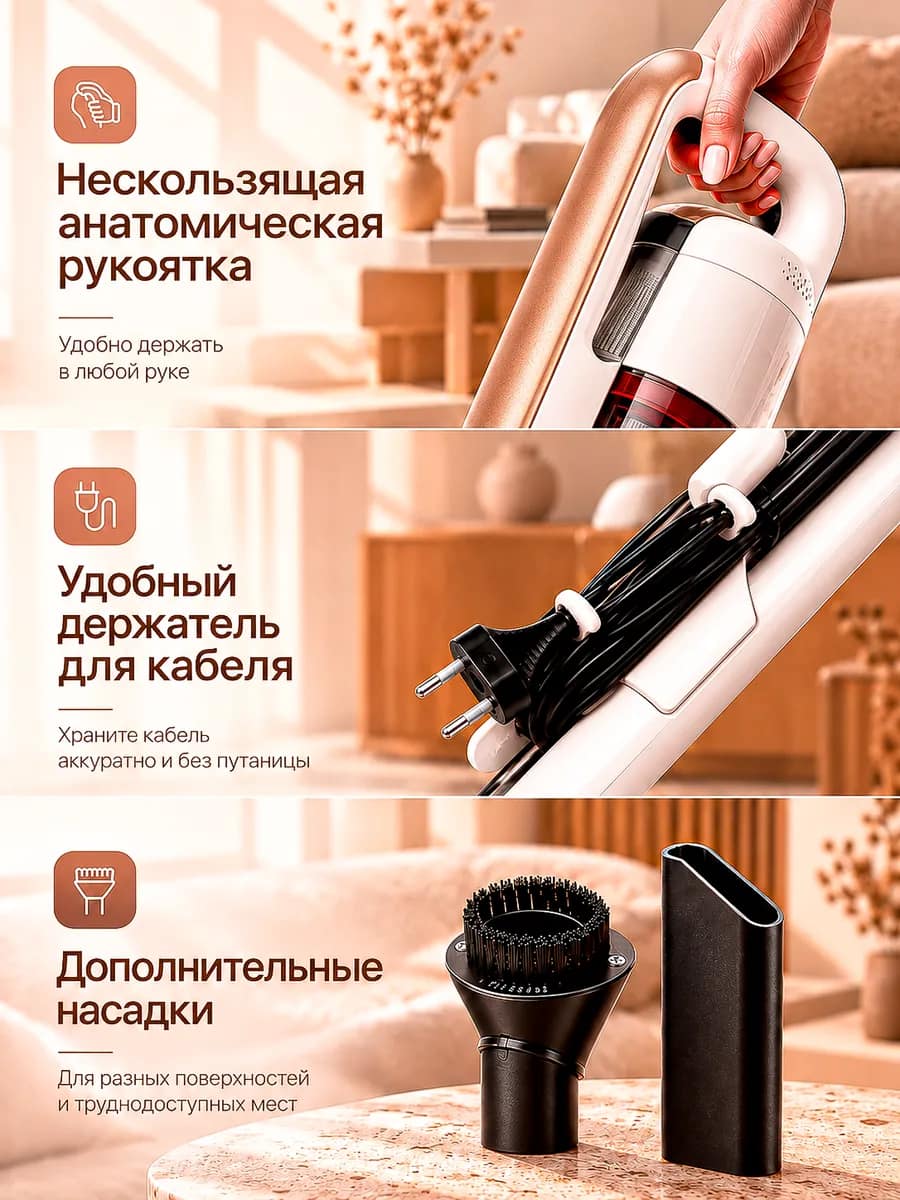 Нескользящая
анатомическая
рукоятка
Удобно держать
в любой руке
Удобный
держатель
для кабеля
Храните кабель
аккуратно и без путаницы
Дополнительные
насадки
Для разных поверхностей
и труднодоступных мест